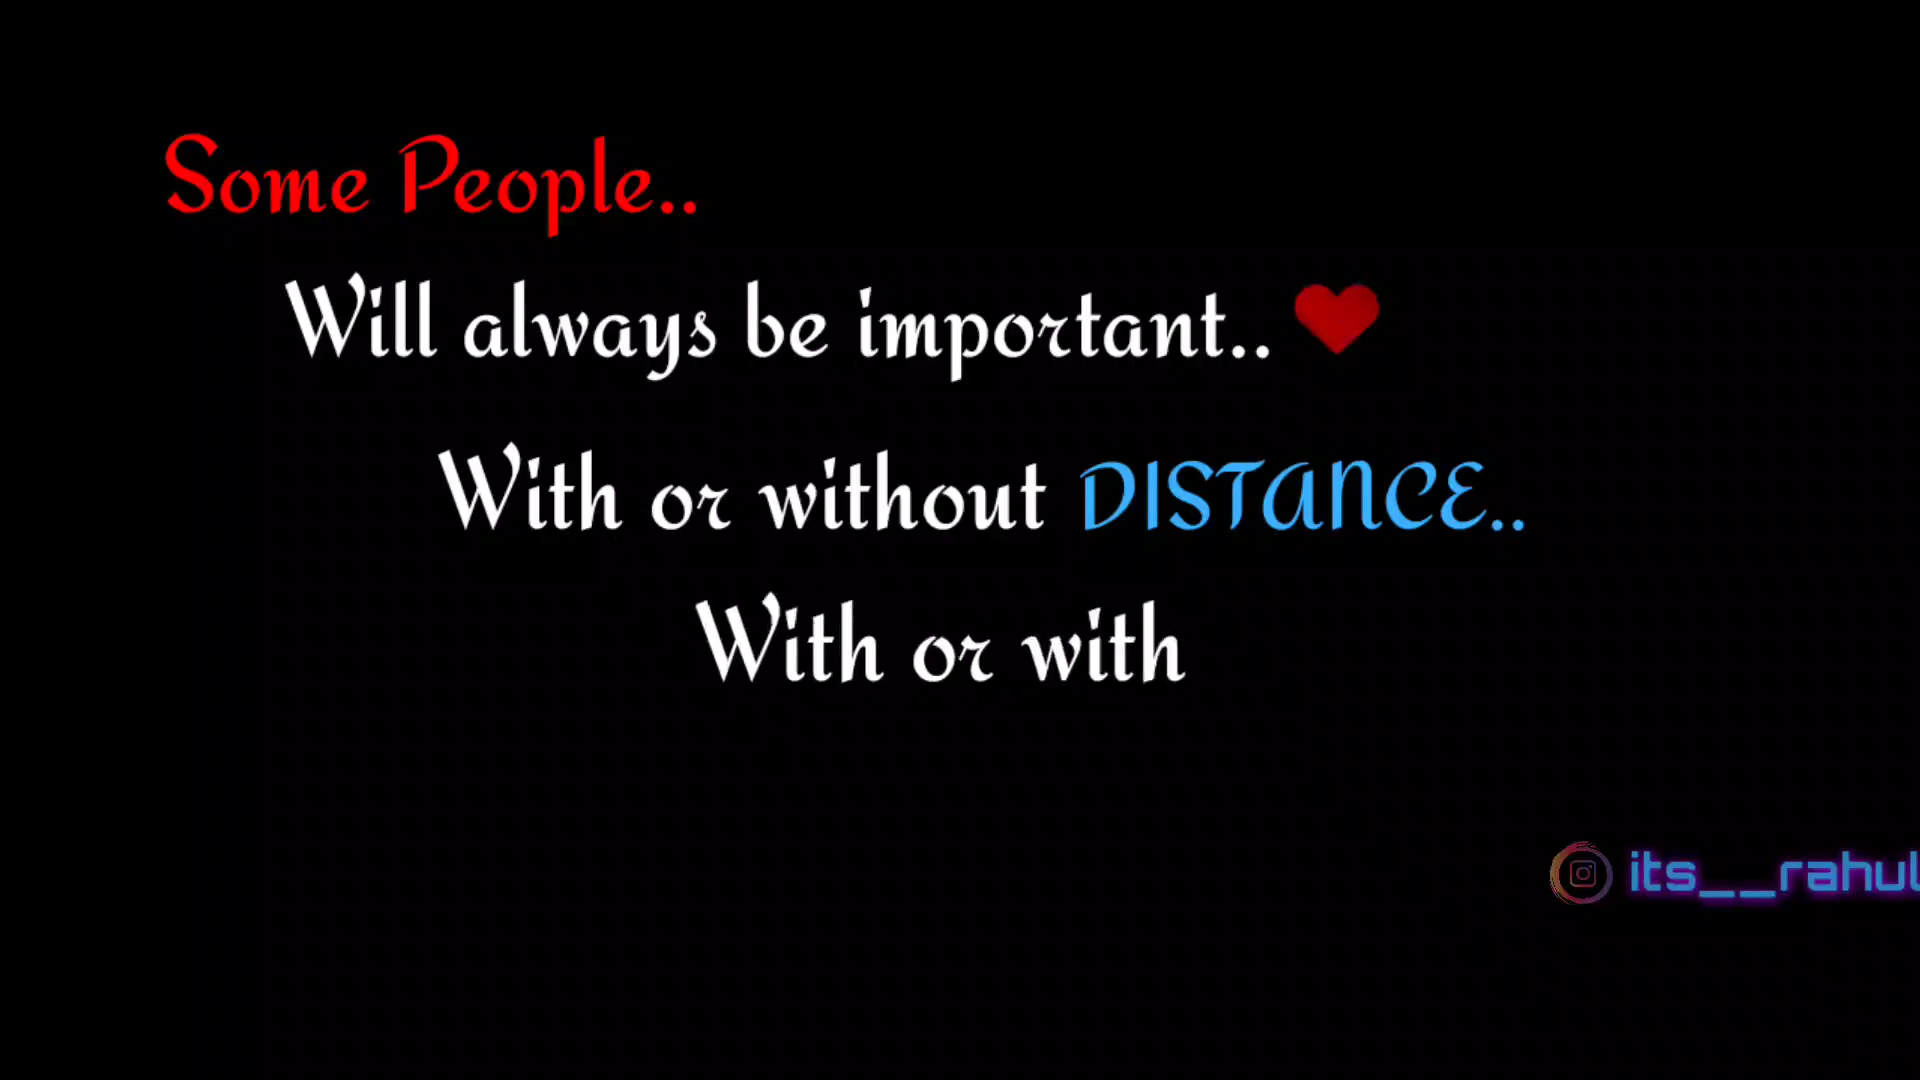 Some People..
Will always be important.. ❤
With or without DISTANCE..
With or with
its__rahul